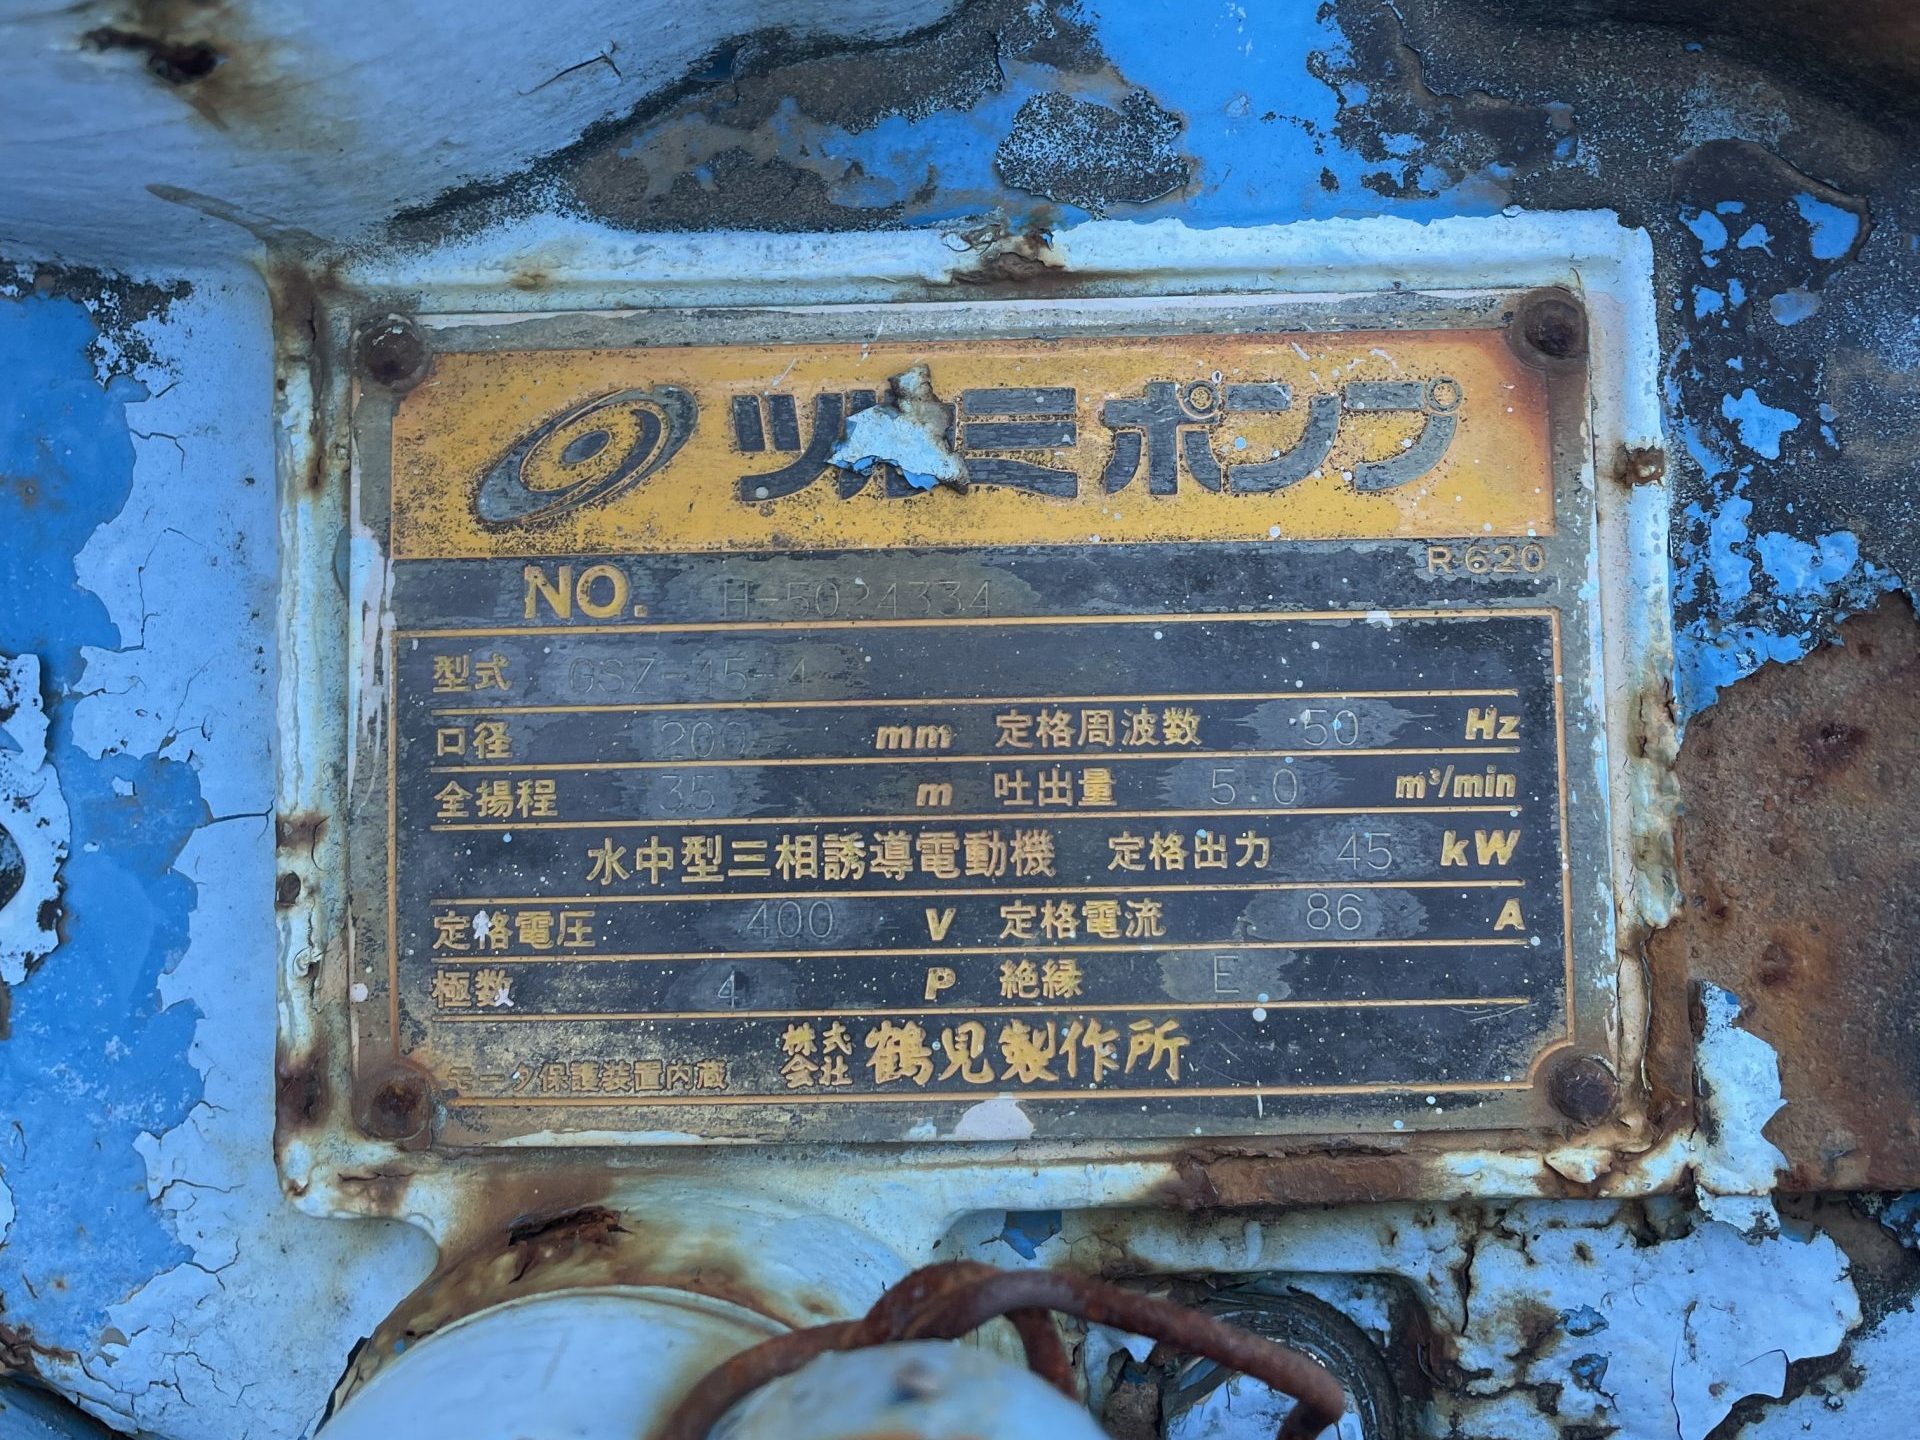 ツルミポンプ
R-620
NO. H-5024334
型式 GSZ-45-4
口径 200 mm 定格周波数 50 Hz
全揚程 35 m 吐出量 5.0 m³/min
水中型三相誘導電動機 定格出力 45 kW
定格電圧 400 V 定格電流 86 A
極数 4 P 絶縁 E
モータ保護装置内蔵 株式会社 鶴見製作所